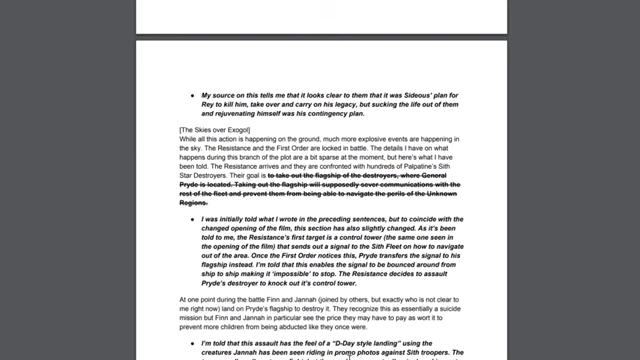 ● My source on this tells me that it looks clear to them that it was Sideous' plan for
Rey to kill him, take over and carry on his legacy, but sucking the life out of them
and rejuvenating himself was his contingency plan.
[The Skies over Exogol]
While all this action is happening on the ground, much more explosive events are happening in
the sky. The Resistance and the First Order are locked in battle. The details I have on what
happens during this branch of the plot are a bit sparse at the moment, but here's what I have
been told. The Resistance arrives and they are confronted with hundreds of Palpatine's Sith
Star Destroyers. Their goal is to take out the flagship of the destroyers, where General
Pryde is located. Taking out the flagship will supposedly sever communications with the
rest of the fleet and prevent them from being able to navigate the perils of the Unknown
Regions.
● I was initially told what I wrote in the preceding sentences, but to coincide with the
changed opening of the film, this has also slightly changed. As it's been
told to me, the Resistance's first target is a control tower (the same one seen in
the opening of the film) that sends out a signal to the Sith Fleet on how to navigate
out of the area. Once the First Order notices this, Pryde transfers the signal to his
flagship instead. I'm told that this enables the signal to be bounced around from
ship to ship making it 'impossible' to stop. The Resistance decides to assault
Pryde's destroyer to knock out it's control tower.
At one point during the battle Finn and Jannah (joined by others, but exactly who is not clear to
me right now) land on Pryde's flagship to destroy it. They recognize this as essentially a suicide
mission but Finn and Jannah in particular see the price they may have to pay as wort it to
prevent more children from being abducted like they once were.
● I'm told that this assault has the feel of a "D-Day style landing" using the
creatures Jannah has been seen riding in promo photos against Sith troopers. The